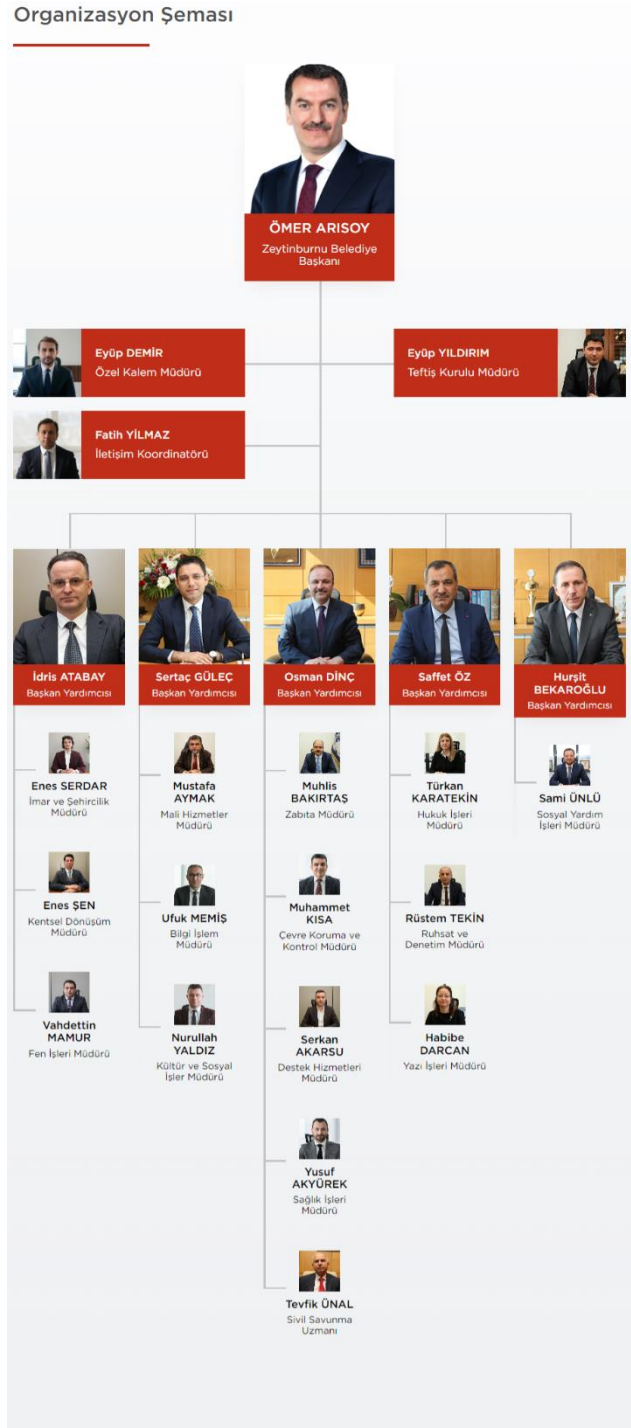 Organizasyon Şeması
ÖMER ARISOY
Zeytinburnu Belediye
Başkanı
Eyüp DEMİR
Özel Kalem Müdürü
Eyüp YILDIRIM
Teftiş Kurulu Müdürü
Fatih YİLMAZ
İletişim Koordinatörü
İdris ATABAY
Başkan Yardımcısı
Sertaç GÜLEÇ
Başkan Yardımcısı
Osman DİNÇ
Başkan Yardımcısı
Saffet ÖZ
Başkan Yardımcısı
Hurşit
BEKAROĞLU
Başkan Yardımcısı
Enes SERDAR
İmar ve Şehircilik
Müdürü
Enes ŞEN
Kentsel Dönüşüm
Müdürü
Vahdettin
MAMUR
Fen İşleri Müdürü
Mustafa
AYMAK
Mali Hizmetler
Müdürü
Ufuk MEMİŞ
Bilgi İşlem
Müdürü
Nurullah
YALDIZ
Kültür ve Sosyal
İşler Müdürü
Muhlis
BAKIRTAŞ
Zabıta Müdürü
Muhammet
KISA
Çevre Koruma ve
Kontrol Müdürü
Serkan
AKARSU
Destek Hizmetleri
Müdürü
Yusuf
AKYÜREK
Sağlık İşleri
Müdürü
Tevfik ÜNAL
Sivil Savunma
Uzmanı
Türkan
KARATEKİN
Hukuk İşleri
Müdürü
Rüstem TEKİN
Ruhsat ve
Denetim Müdürü
Habibe
DARCAN
Yazı İşleri Müdürü
Sami ÜNLÜ
Sosyal Yardım
İşleri Müdürü